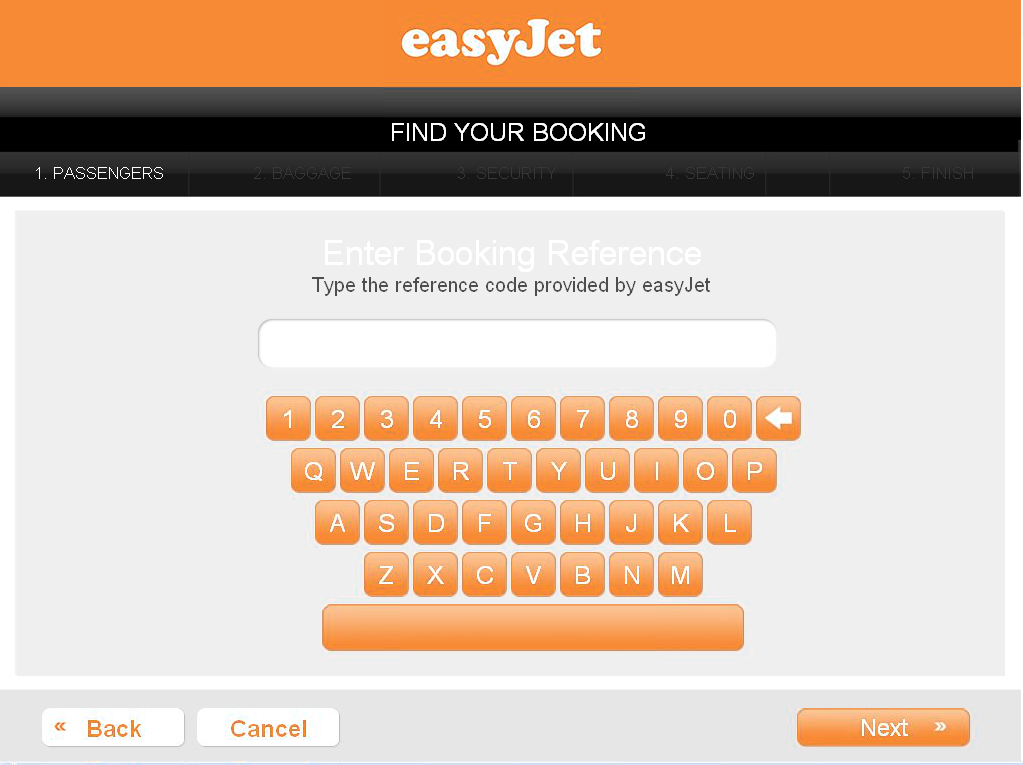 easyJet
FIND YOUR BOOKING
1. PASSENGERS 2. BAGGAGE 3. SECURITY 4. SEATING 5. FINISH
Enter Booking Reference
Type the reference code provided by easyJet
1 2 3 4 5 6 7 8 9 0
Q W E R T Y U I O P
A S D F G H J K L
Z X C V B N M
« Back Cancel Next »